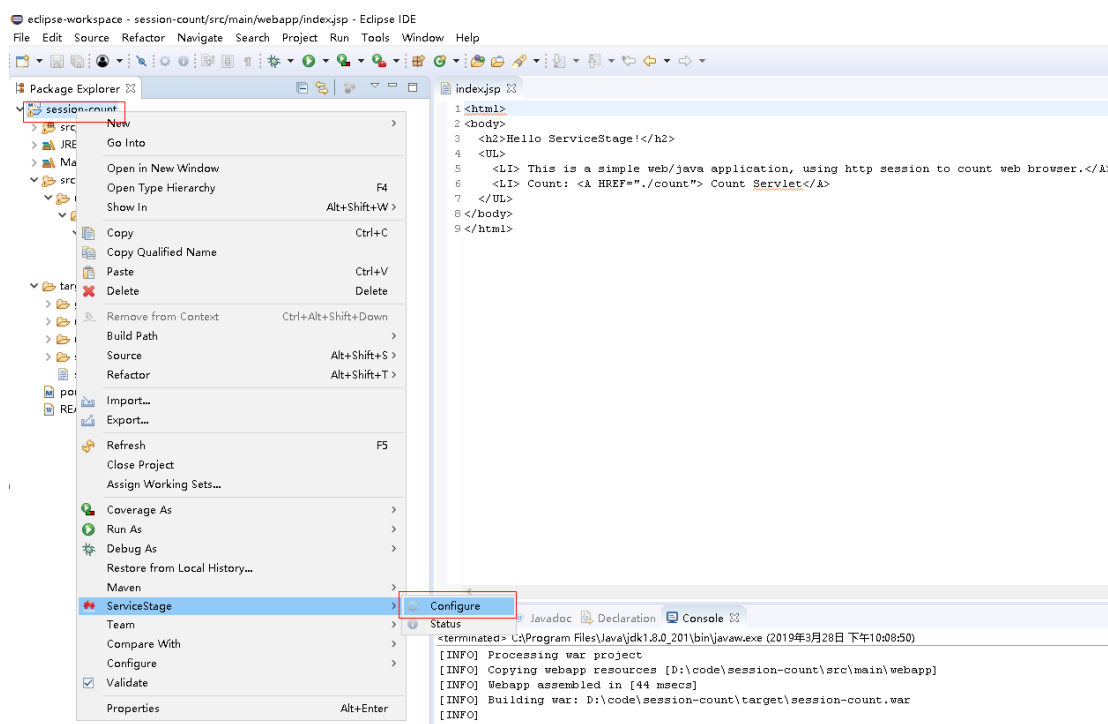 eclipse-workspace - session-count/src/main/webapp/index.jsp - Eclipse IDE
File Edit Source Refactor Navigate Search Project Run Tools Window Help
Package Explorer
session-count
src
JRE
Ma
src
tar
po
REA
New
Go Into
Open in New Window
Open Type Hierarchy F4
Show In Alt+Shift+W >
Copy Ctrl+C
Copy Qualified Name
Paste Ctrl+V
Delete Delete
Remove from Context Ctrl+Alt+Shift+Down
Build Path
Source Alt+Shift+S >
Refactor Alt+Shift+T >
Import...
Export...
Refresh F5
Close Project
Assign Working Sets...
Coverage As
Run As
Debug As
Restore from Local History...
Maven
ServiceStage
Team
Compare With
Configure
Validate
Properties Alt+Enter
Configure
Status
index.jsp
1 <html>
2 <body>
3 <h2>Hello ServiceStage!</h2>
4 <UL>
5 <LI> This is a simple web/java application, using http session to count web browser.</A>
6 <LI> Count: <A HREF="./count"> Count Servlet</A>
7 </UL>
8 </body>
9 </html>
Javadoc Declaration Console
<terminated> C:\Program Files\Java\jdk1.8.0_201\bin\javaw.exe (2019年3月28日 下午10:08:50)
[INFO] Processing war project
[INFO] Copying webapp resources [D:\code\session-count\src\main\webapp]
[INFO] Webapp assembled in [44 msecs]
[INFO] Building war: D:\code\session-count\target\session-count.war
[INFO]